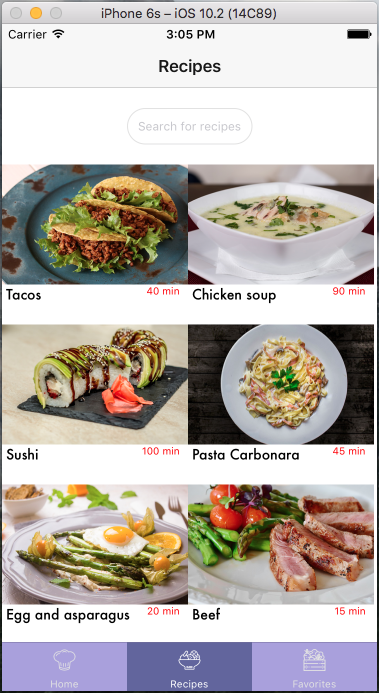 iPhone 6s – iOS 10.2 (14C89)
Carrier 3:05 PM
Recipes
Search for recipes
Tacos 40 min Chicken soup 90 min
Sushi 100 min Pasta Carbonara 45 min
Egg and asparagus 20 min Beef 15 min
Home Recipes Favorites